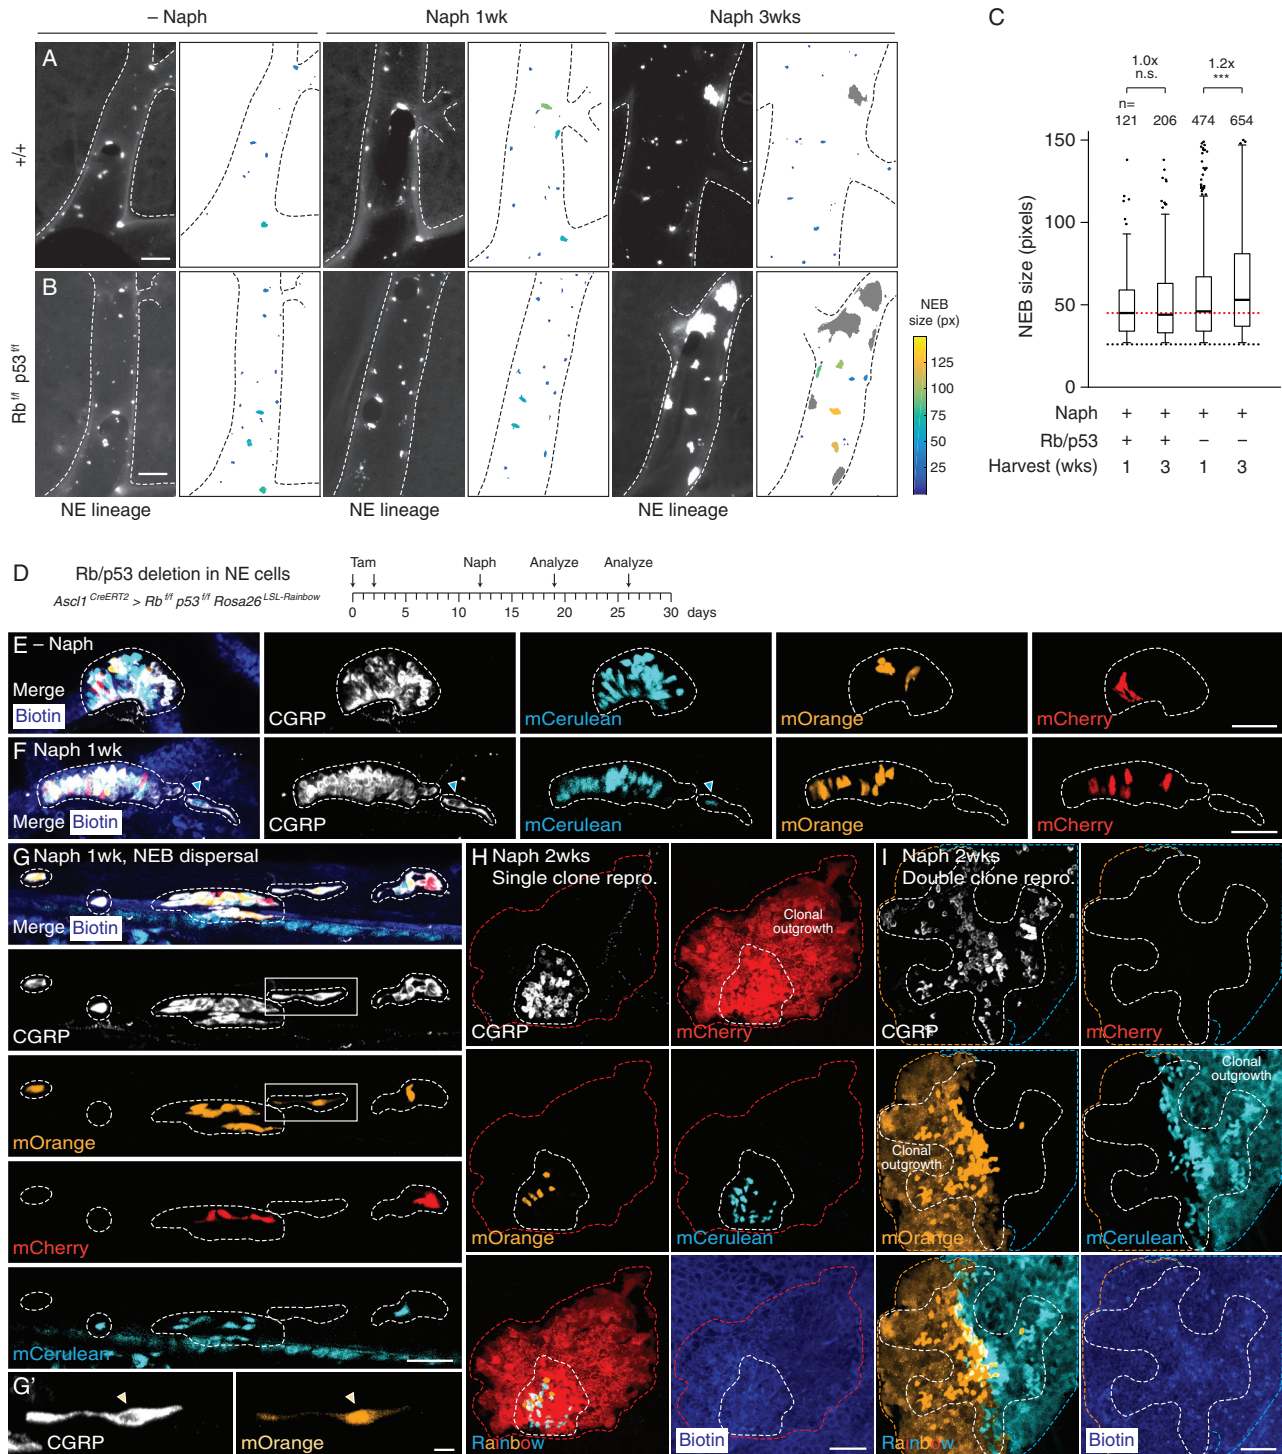 – Naph
Naph 1wk
Naph 3wks
C
A
+/+
B
Rb f/f p53 f/f
NE lineage
NE lineage
NE lineage
NEB
size (px)
125
100
75
50
25
1.0x
n.s.
1.2x
***
n=
121 206 474 654
150
100
50
0
NEB size (pixels)
Naph + + + +
Rb/p53 + + – –
Harvest (wks) 1 3 1 3
D
Rb/p53 deletion in NE cells
Ascl1 CreERT2 > Rb f/f p53 f/f Rosa26 LSL-Rainbow
Tam Naph Analyze Analyze
0 5 10 15 20 25 30 days
E – Naph
Merge
Biotin
CGRP
mCerulean
mOrange
mCherry
F Naph 1wk
Merge Biotin
CGRP
mCerulean
mOrange
mCherry
G Naph 1wk, NEB dispersal
Merge Biotin
CGRP
mOrange
mCherry
mCerulean
G'
CGRP
mOrange
H Naph 2wks
Single clone repro.
CGRP
Clonal
outgrowth
mCherry
mOrange
mCerulean
Rainbow
Biotin
I Naph 2wks
Double clone repro.
CGRP
mCherry
Clonal
outgrowth
mOrange
Clonal
outgrowth
mCerulean
Rainbow
Biotin